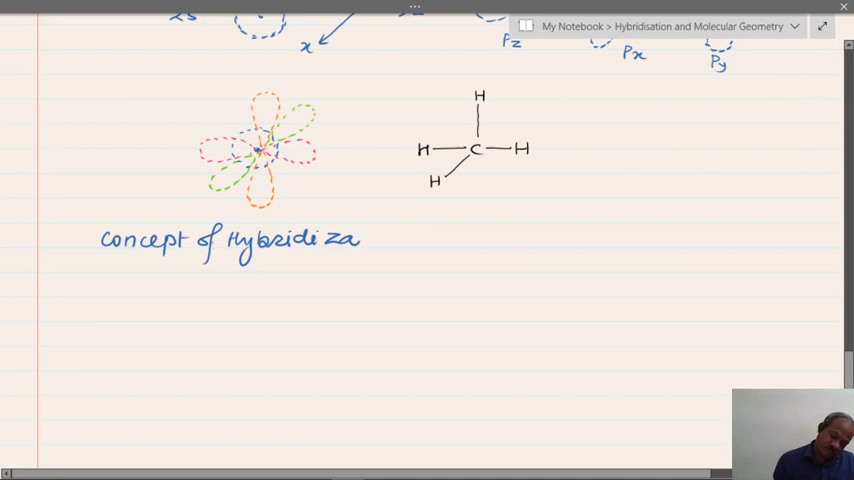 My Notebook > Hybridisation and Molecular Geometry
2s
x
Pz
Px
Py
H
H C H
H
concept of Hybridiza